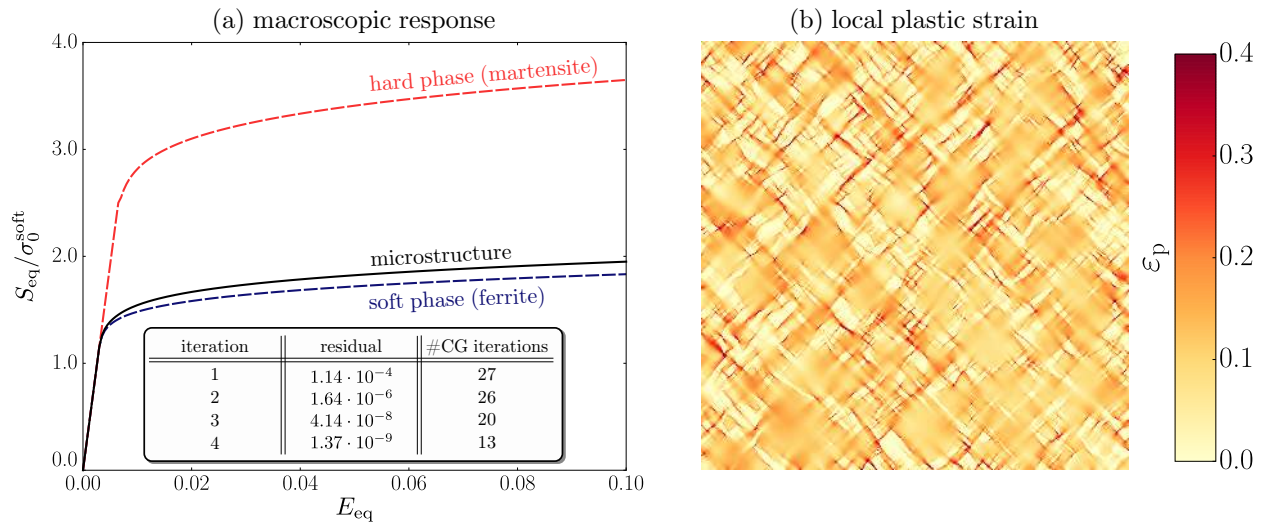 (a) macroscopic response
4.0
3.0
2.0
1.0
0.0
S_eq/σ_0^soft
hard phase (martensite)
microstructure
soft phase (ferrite)
iteration residual #CG iterations
1 1.14 · 10^−4 27
2 1.64 · 10^−6 26
3 4.14 · 10^−8 20
4 1.37 · 10^−9 13
0.00 0.02 0.04 0.06 0.08 0.10
E_eq
(b) local plastic strain
ε_p
0.4
0.3
0.2
0.1
0.0